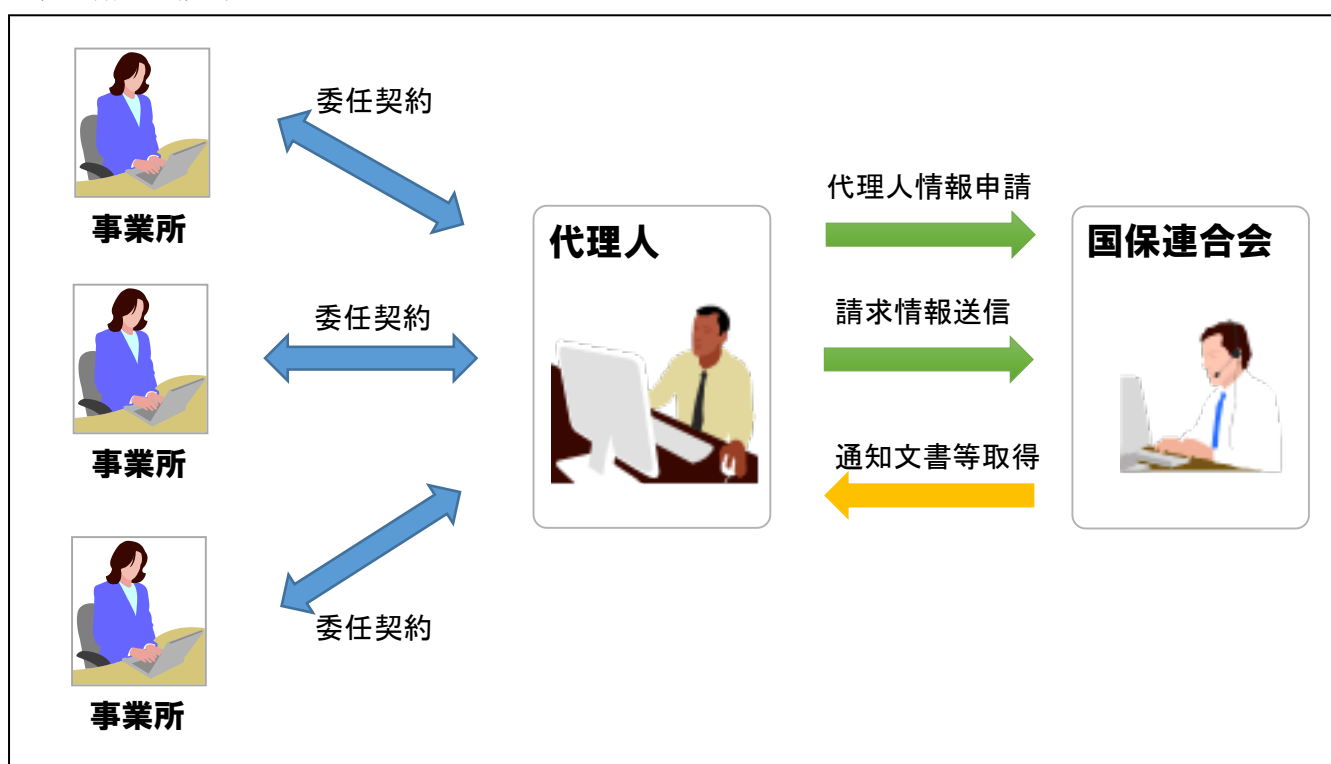 委任契約
事業所
代理人情報申請
代理人
国保連合会
委任契約
請求情報送信
事業所
通知文書等取得
委任契約
事業所